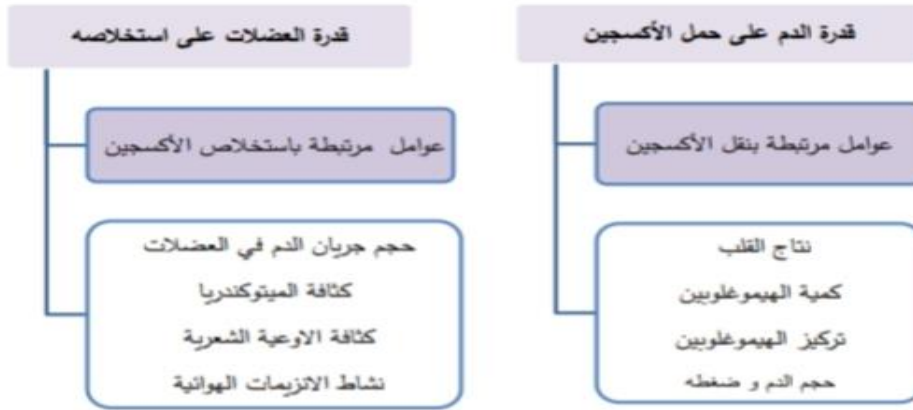 قدرة الدم على حمل الأكسجين
عوامل مرتبطة بنقل الأكسجين
نتاج القلب
كمية الهيموغلوبين
تركيز الهيموغلوبين
حجم الدم و ضغطه
قدرة العضلات على استخلاصه
عوامل مرتبطة باستخلاص الأكسجين
حجم جريان الدم في العضلات
كثافة الميتوكندريا
كثافة الاوعية الشعرية
نشاط الانزيمات الهوائية